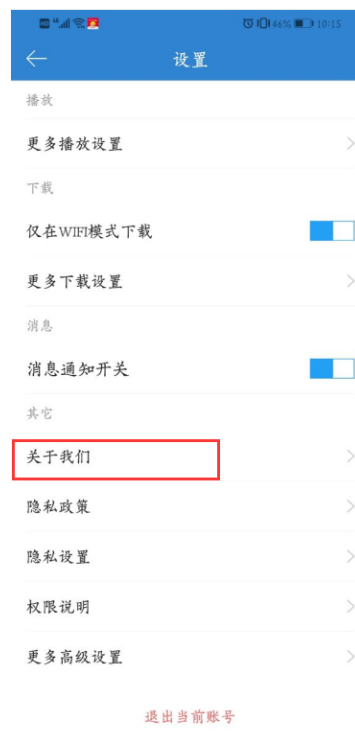 46% 10:15
设置
播放
更多播放设置
下载
仅在WIFI模式下载
更多下载设置
消息
消息通知开关
其它
关于我们
隐私政策
隐私设置
权限说明
更多高级设置
退出当前账号